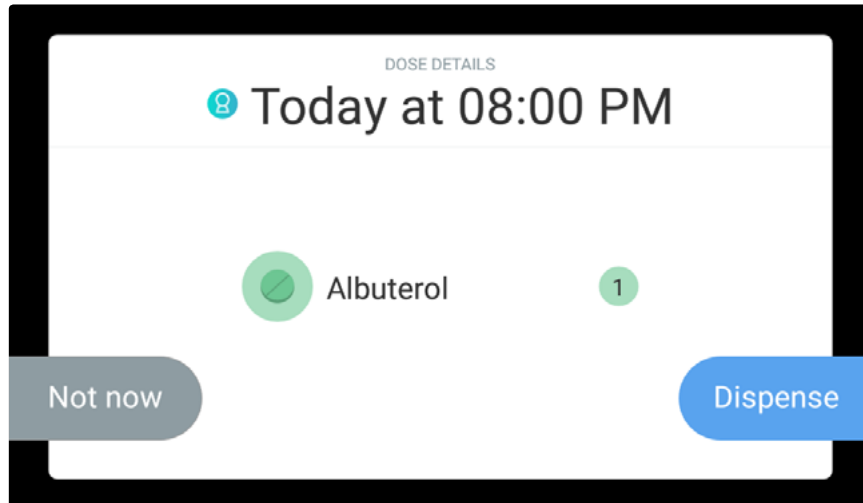 DOSE DETAILS
Today at 08:00 PM
Albuterol 1
Not now Dispense